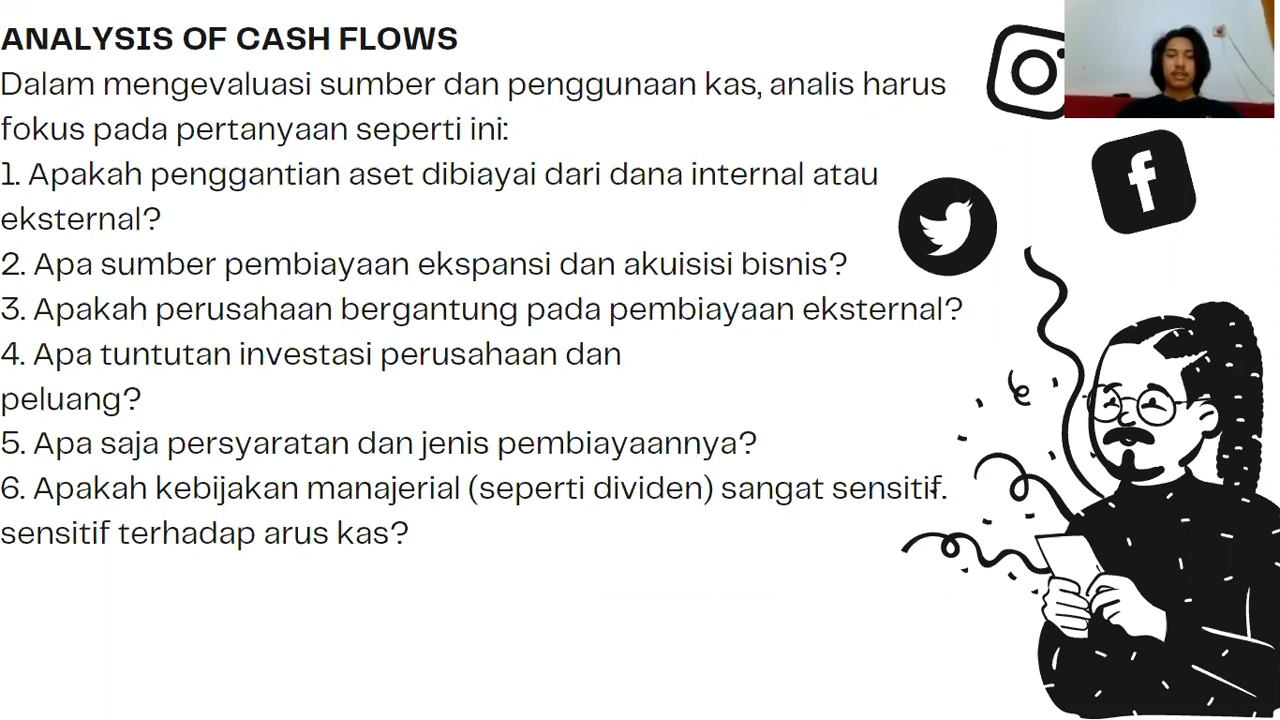 ANALYSIS OF CASH FLOWS
Dalam mengevaluasi sumber dan penggunaan kas, analis harus
fokus pada pertanyaan seperti ini:
1. Apakah penggantian aset dibiayai dari dana internal atau
eksternal?
2. Apa sumber pembiayaan ekspansi dan akuisisi bisnis?
3. Apakah perusahaan bergantung pada pembiayaan eksternal?
4. Apa tuntutan investasi perusahaan dan
peluang?
5. Apa saja persyaratan dan jenis pembiayaannya?
6. Apakah kebijakan manajerial (seperti dividen) sangat sensitif.
sensitif terhadap arus kas?